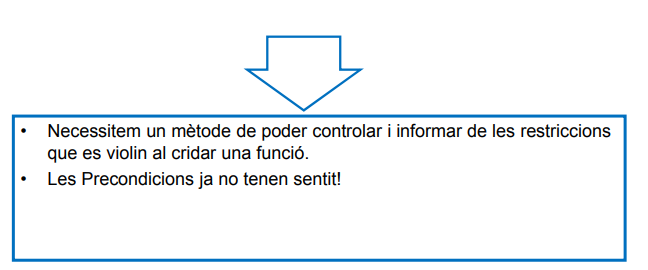 • Necessitem un mètode de poder controlar i informar de les restriccions
que es violin al cridar una funció.
• Les Precondicions ja no tenen sentit!